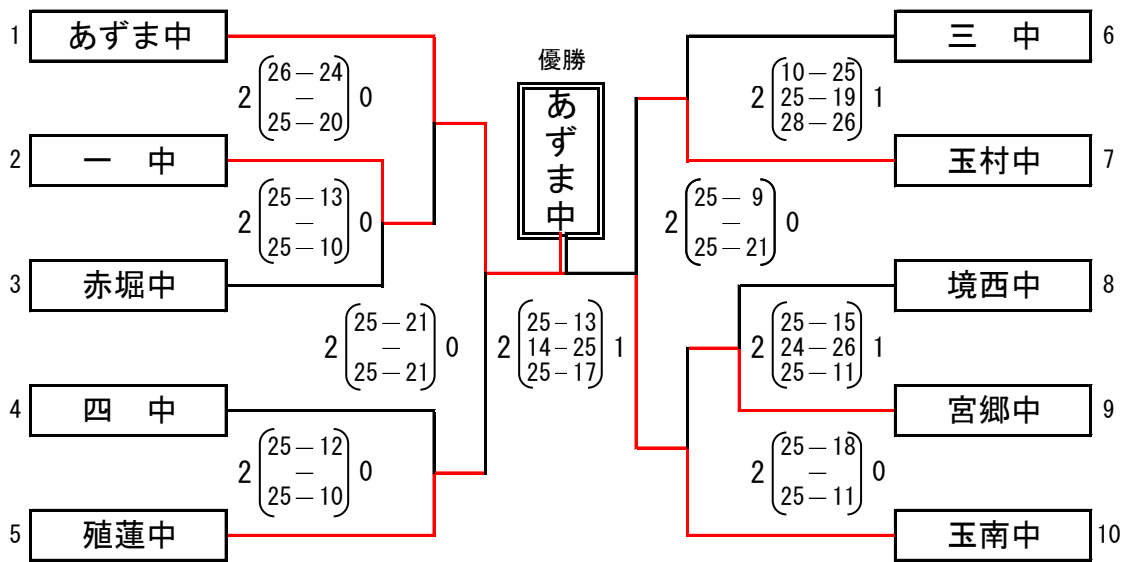 優勝
あずま中
1 あずま中
2 26－24 0
－
25－20
2 一　中
2 25－13 0
－
25－10
3 赤堀中
2 25－21 0
－
25－21
4 四　中
2 25－12 0
－
25－10
5 殖蓮中
2 25－13 1
14－25
25－17
三　中 6
2 10－25 1
25－19
28－26
玉村中 7
2 25－ 9 0
－
25－21
境西中 8
2 25－15 1
24－26
25－11
宮郷中 9
2 25－18 0
－
25－11
玉南中 10